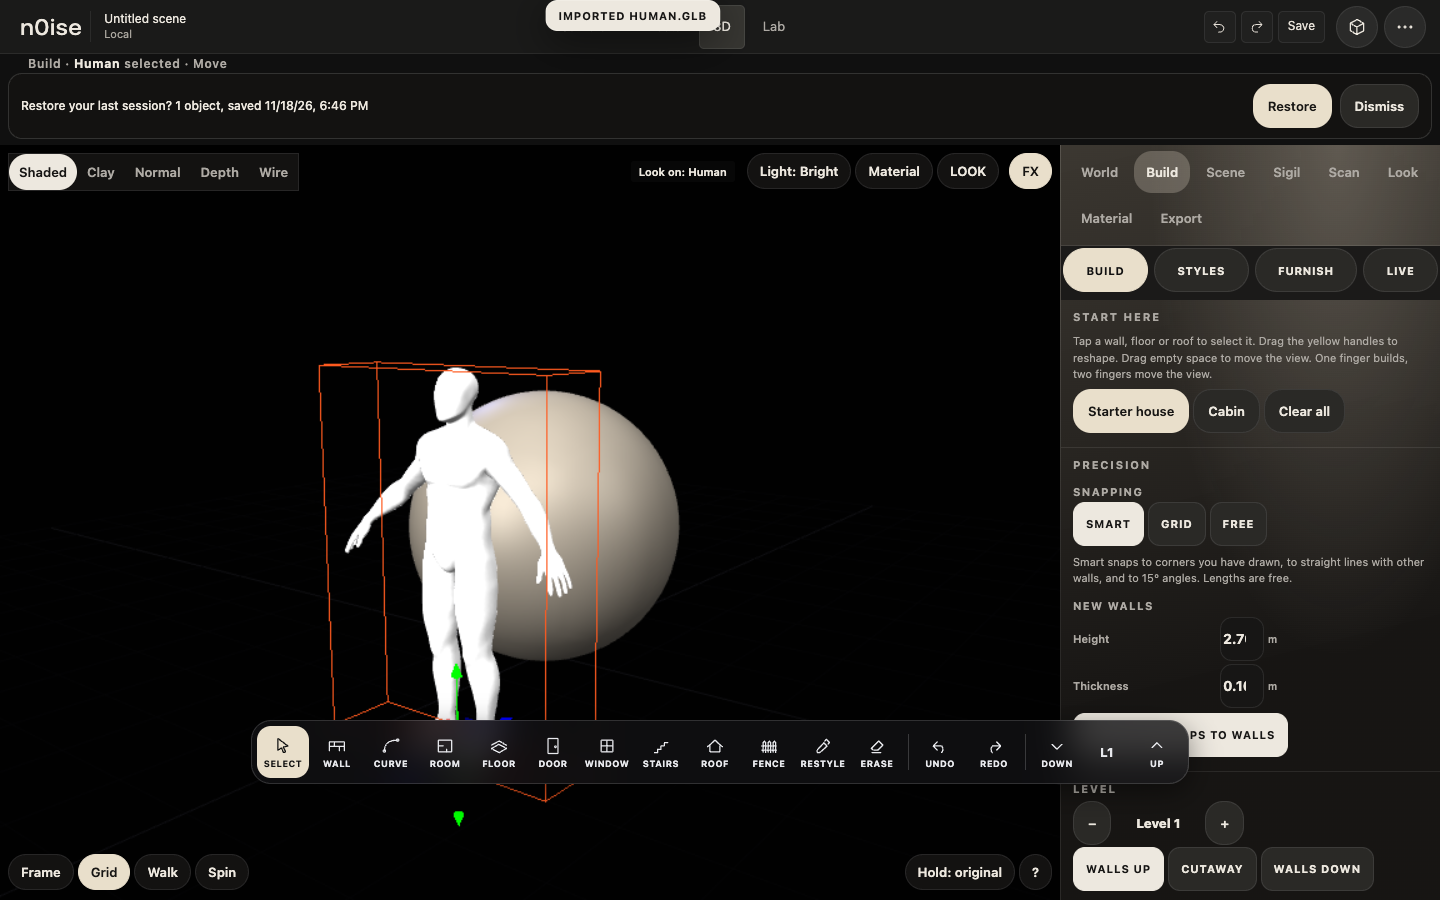 n0ise
Untitled scene
Local
IMPORTED HUMAN.GLB
Lab
Save
Build · Human selected · Move
Restore your last session? 1 object, saved 11/18/26, 6:46 PM
Restore
Dismiss
Shaded
Clay
Normal
Depth
Wire
Look on: Human
Light: Bright
Material
LOOK
FX
World
Build
Scene
Sigil
Scan
Look
Material
Export
BUILD
STYLES
FURNISH
LIVE
START HERE
Tap a wall, floor or roof to select it. Drag the yellow handles to
reshape. Drag empty space to move the view. One finger builds,
two fingers move the view.
Starter house
Cabin
Clear all
PRECISION
SNAPPING
SMART
GRID
FREE
Smart snaps to corners you have drawn, to straight lines with other
walls, and to 15° angles. Lengths are free.
NEW WALLS
Height
2.7
m
Thickness
m
TO WALLS
SELECT
WALL
CURVE
ROOM
FLOOR
DOOR
WINDOW
STAIRS
ROOF
FENCE
RESTYLE
ERASE
UNDO
REDO
DOWN
L1
UP
LEVEL
−
Level 1
+
WALLS UP
CUTAWAY
WALLS DOWN
Frame
Grid
Walk
Spin
Hold: original
?